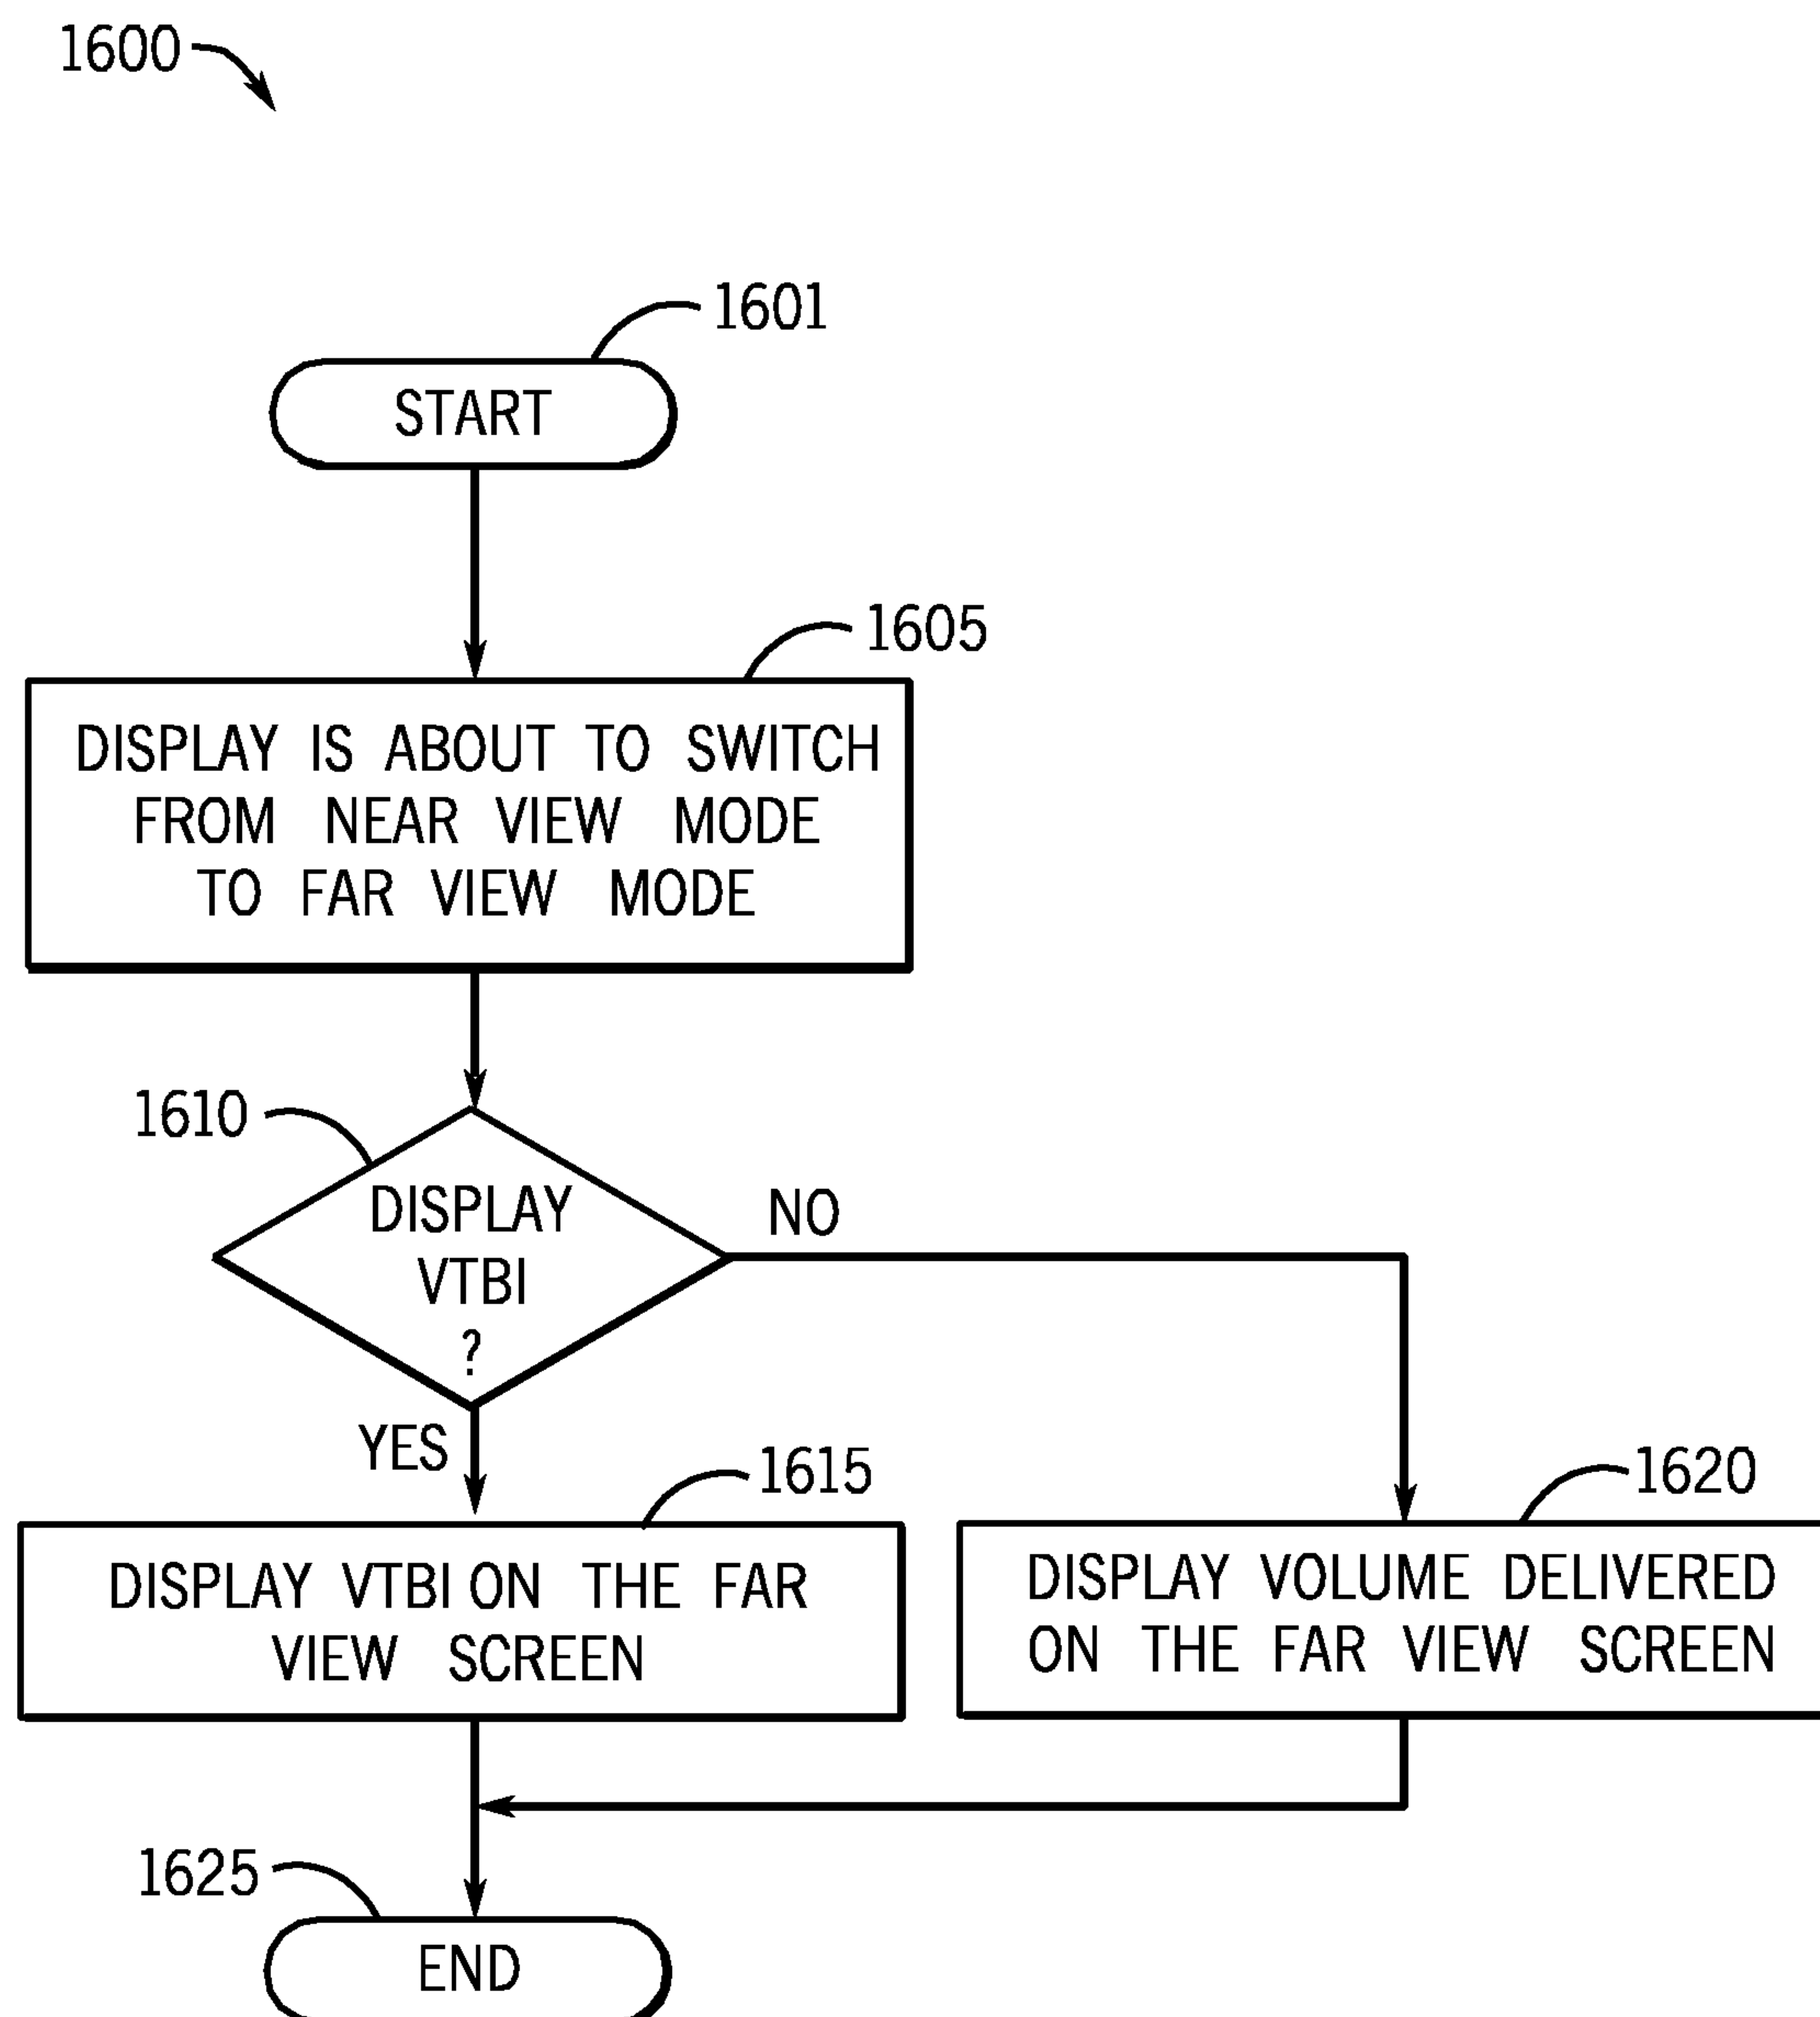 1600
1601
START
1605
DISPLAY IS ABOUT TO SWITCH
FROM NEAR VIEW MODE
TO FAR VIEW MODE
1610
DISPLAY
VTBI
?
NO
YES
1615
DISPLAY VTBI ON THE FAR
VIEW SCREEN
1620
DISPLAY VOLUME DELIVERED
ON THE FAR VIEW SCREEN
1625
END